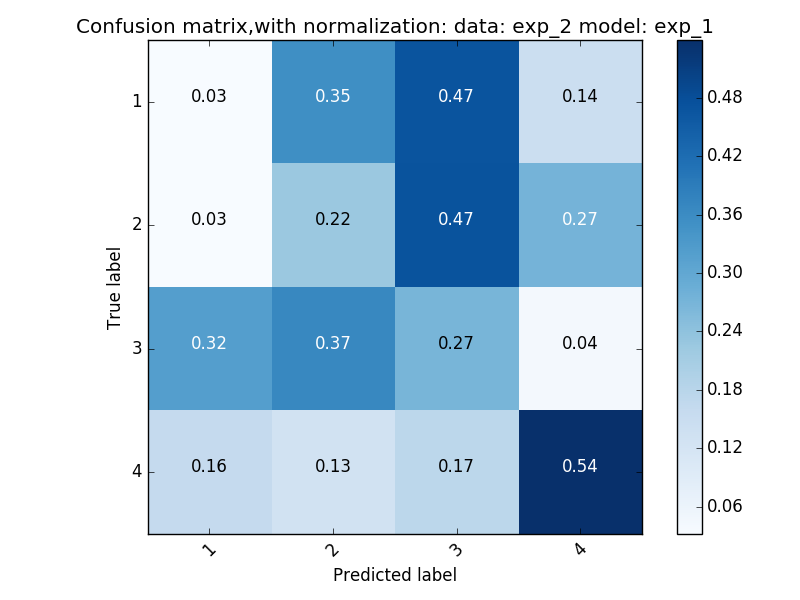 Confusion matrix,with normalization: data: exp_2 model: exp_1
True label
1
0.03 0.35 0.47 0.14
2
0.03 0.22 0.47 0.27
3
0.32 0.37 0.27 0.04
4
0.16 0.13 0.17 0.54
1 2 3 4
Predicted label
0.48
0.42
0.36
0.30
0.24
0.18
0.12
0.06